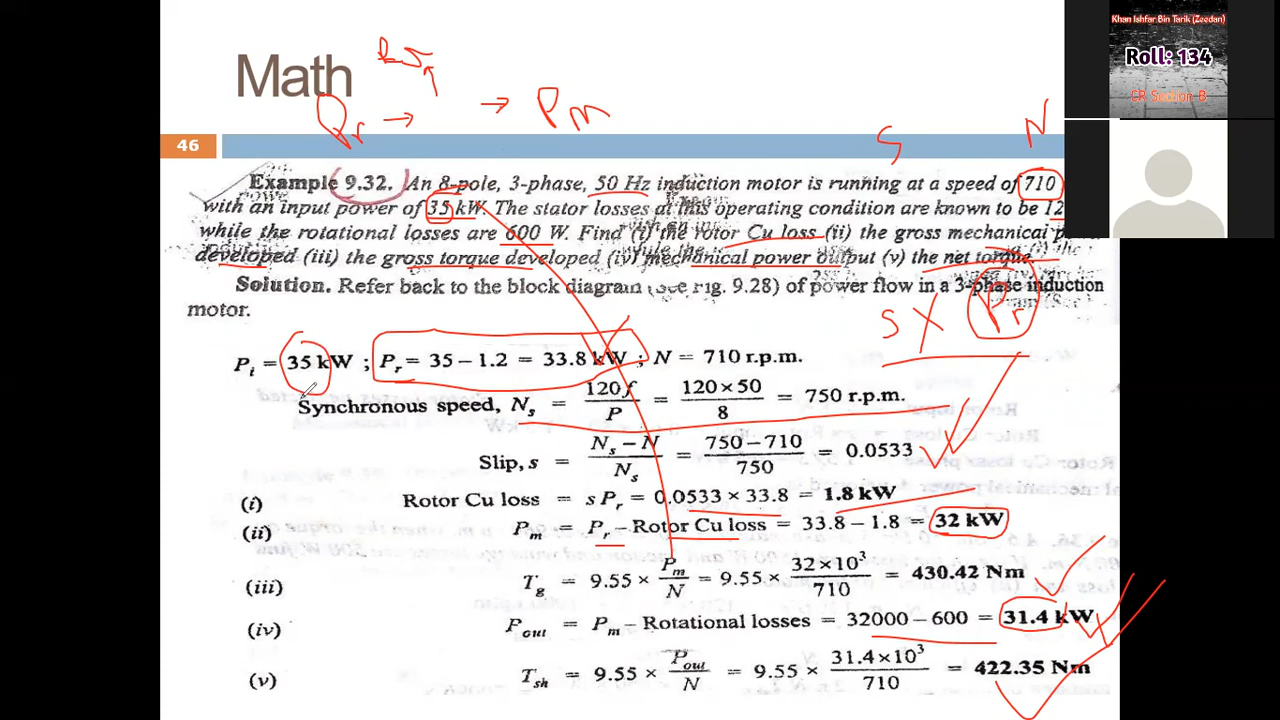 Khan Ishfar Bin Tarik (Zeedan)
Roll: 134
CR Section B
Math
Pr → → Pm
S N
46
Example 9.32. An 8-pole, 3-phase, 50 Hz induction motor is running at a speed of 710
with an input power of 35 kW. The stator losses at this operating condition are known to be 12
while the rotational losses are 600 W. Find (i) the rotor Cu loss (ii) the gross mechanical p
developed (iii) the gross torque developed (iv) mechanical power output (v) the net torque
Solution. Refer back to the block diagram (see Fig. 9.28) of power flow in a 3-phase induction
motor.
S X Pr
Pi = 35 kW ; Pr = 35 – 1.2 = 33.8 kW ; N = 710 r.p.m.
Synchronous speed, Ns = 120f / P = 120 × 50 / 8 = 750 r.p.m.
Slip, s = Ns – N / Ns = 750 – 710 / 750 = 0.0533
(i) Rotor Cu loss = s Pr = 0.0533 × 33.8 = 1.8 kW
(ii) Pm = Pr – Rotor Cu loss = 33.8 – 1.8 = 32 kW
(iii) Tg = 9.55 × Pm / N = 9.55 × 32 × 10³ / 710 = 430.42 Nm
(iv) Pout = Pm – Rotational losses = 32000 – 600 = 31.4 kW
(v) Tsh = 9.55 × Pout / N = 9.55 × 31.4 × 10³ / 710 = 422.35 Nm